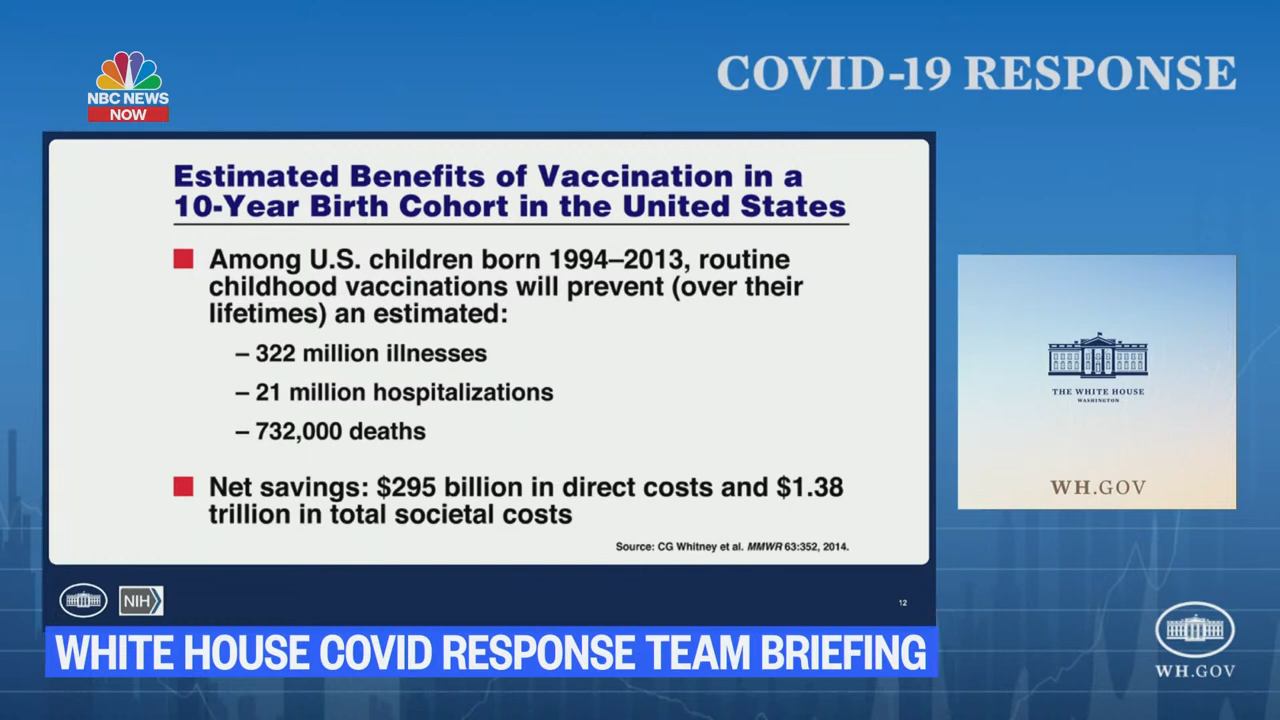 NBC NEWS
NOW
COVID-19 RESPONSE
Estimated Benefits of Vaccination in a
10-Year Birth Cohort in the United States
Among U.S. children born 1994–2013, routine
childhood vaccinations will prevent (over their
lifetimes) an estimated:
– 322 million illnesses
– 21 million hospitalizations
– 732,000 deaths
Net savings: $295 billion in direct costs and $1.38
trillion in total societal costs
Source: CG Whitney et al. MMWR 63:352, 2014.
NIH
12
THE WHITE HOUSE
WASHINGTON
WH.GOV
WHITE HOUSE COVID RESPONSE TEAM BRIEFING
WH.GOV